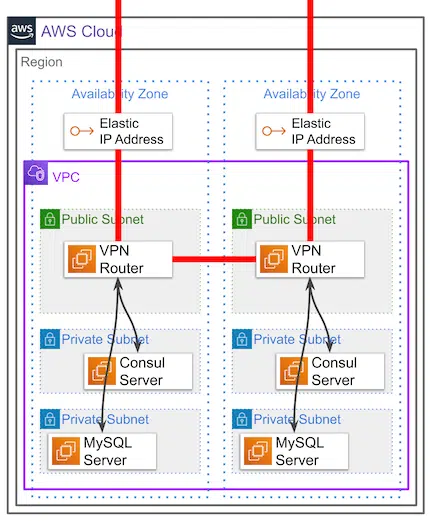 aws
AWS Cloud
Region
Availability Zone
Availability Zone
Elastic
IP Address
Elastic
IP Address
VPC
Public Subnet
Public Subnet
VPN
Router
VPN
Router
Private Subnet
Private Subnet
Consul
Server
Consul
Server
Private Subnet
Private Subnet
MySQL
Server
MySQL
Server